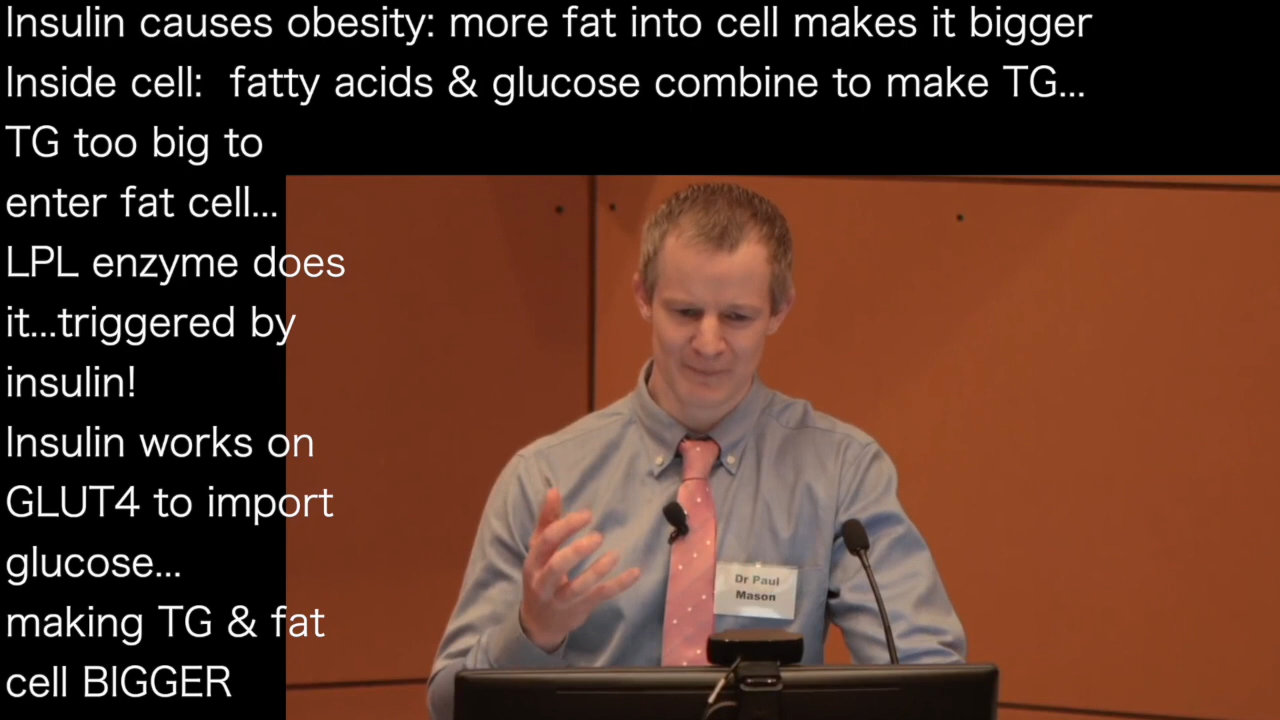 Insulin causes obesity: more fat into cell makes it bigger
Inside cell:  fatty acids & glucose combine to make TG...
TG too big to
enter fat cell...
LPL enzyme does
it...triggered by
insulin!
Insulin works on
GLUT4 to import
glucose...
making TG & fat
cell BIGGER
Dr Paul
Mason